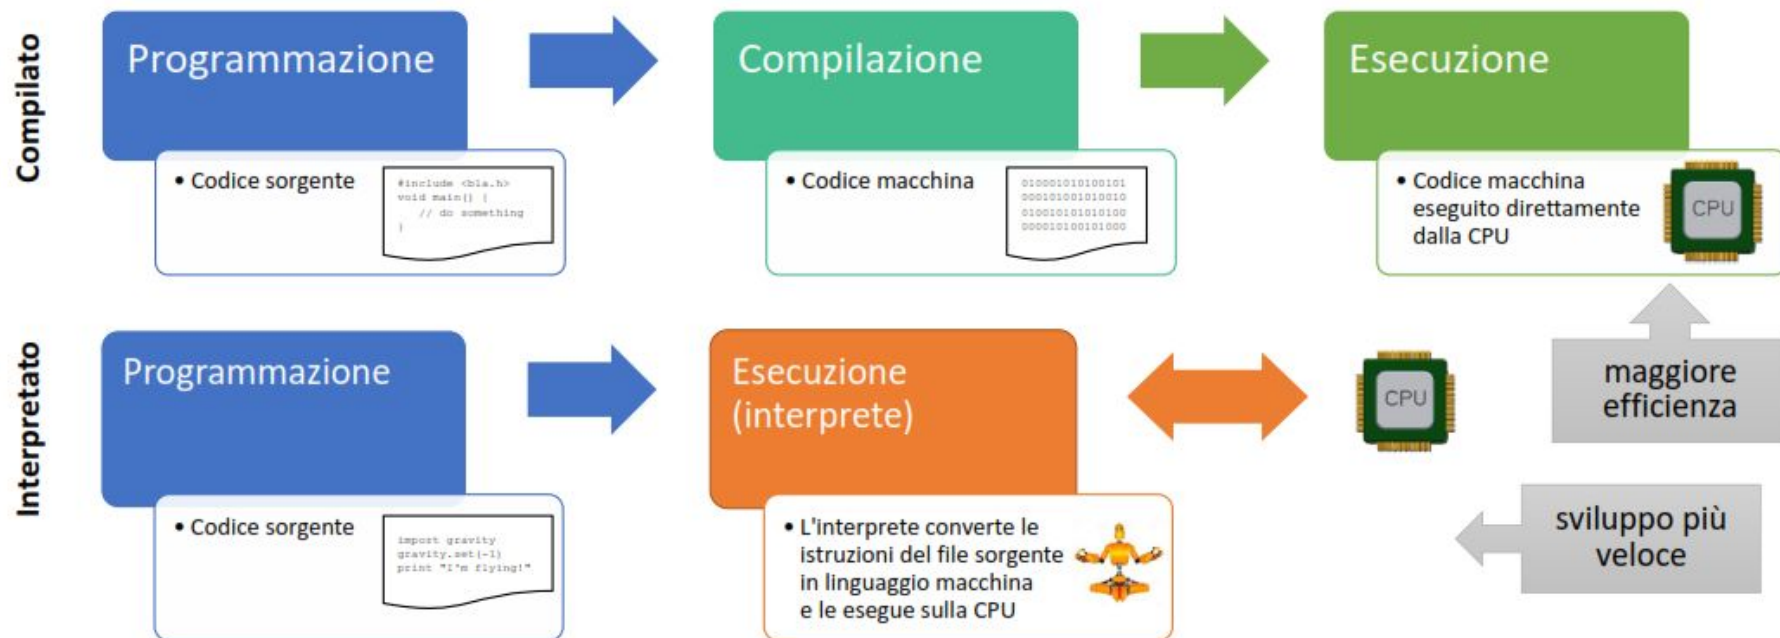 Compilato
Programmazione
• Codice sorgente
#include <bla.h>
void main() {
// do something
}
Compilazione
• Codice macchina
010001010100101
000101001010010
010010101010100
000010100101000
Esecuzione
• Codice macchina
eseguito direttamente
dalla CPU
CPU
Interpretato
Programmazione
• Codice sorgente
import gravity
gravity.set(-1)
print "I'm flying!"
Esecuzione
(interprete)
• L'interprete converte le
istruzioni del file sorgente
in linguaggio macchina
e le esegue sulla CPU
CPU
maggiore
efficienza
sviluppo più
veloce